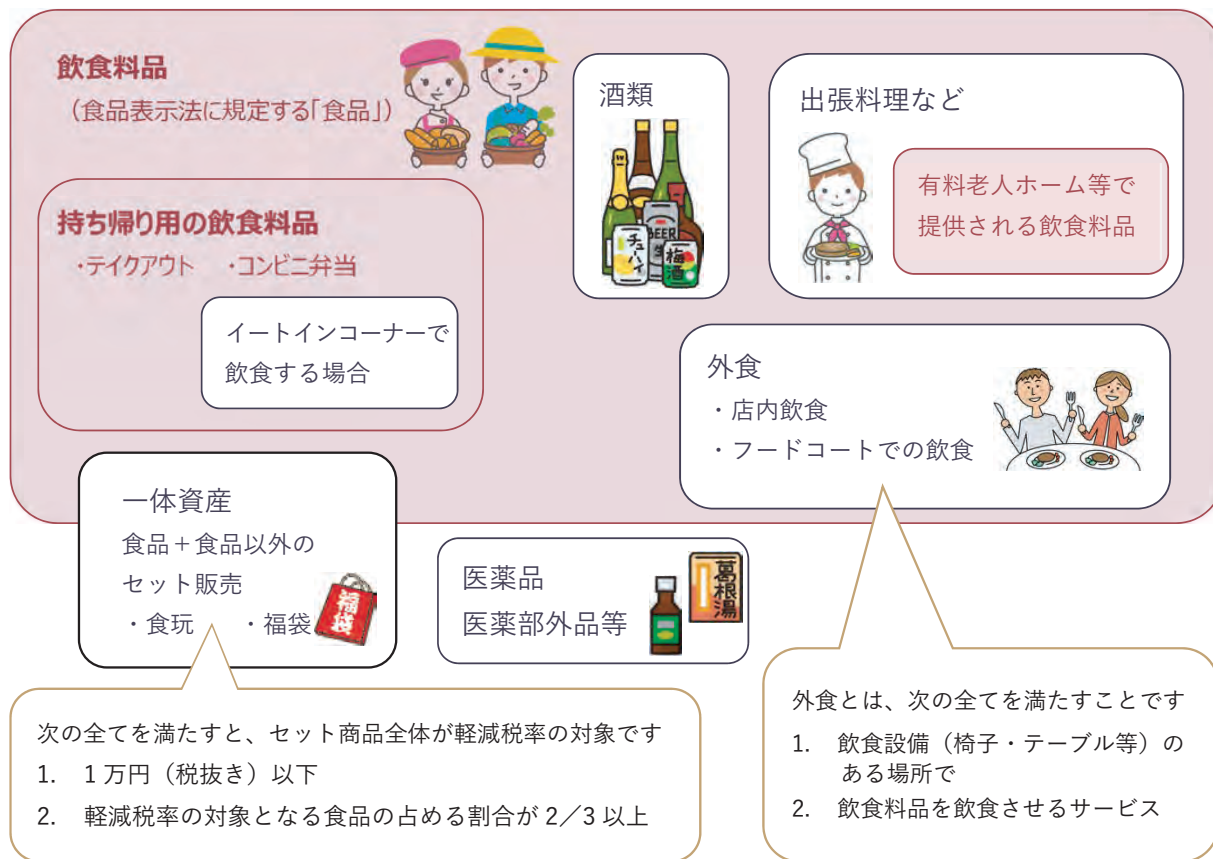 飲食料品
（食品表示法に規定する「食品」）
持ち帰り用の飲食料品
・テイクアウト　・コンビニ弁当
イートインコーナーで
飲食する場合
酒類
チューハイ
BEER
生
梅酒
出張料理など
有料老人ホーム等で
提供される飲食料品
外食
・店内飲食
・フードコートでの飲食
一体資産
食品＋食品以外の
セット販売
・食玩　・福袋
福袋
医薬品
医薬部外品等
葛根湯
次の全てを満たすと、セット商品全体が軽減税率の対象です
1.　1万円（税抜き）以下
2.　軽減税率の対象となる食品の占める割合が 2／3 以上
外食とは、次の全てを満たすことです
1.　飲食設備（椅子・テーブル等）の
ある場所で
2.　飲食料品を飲食させるサービス